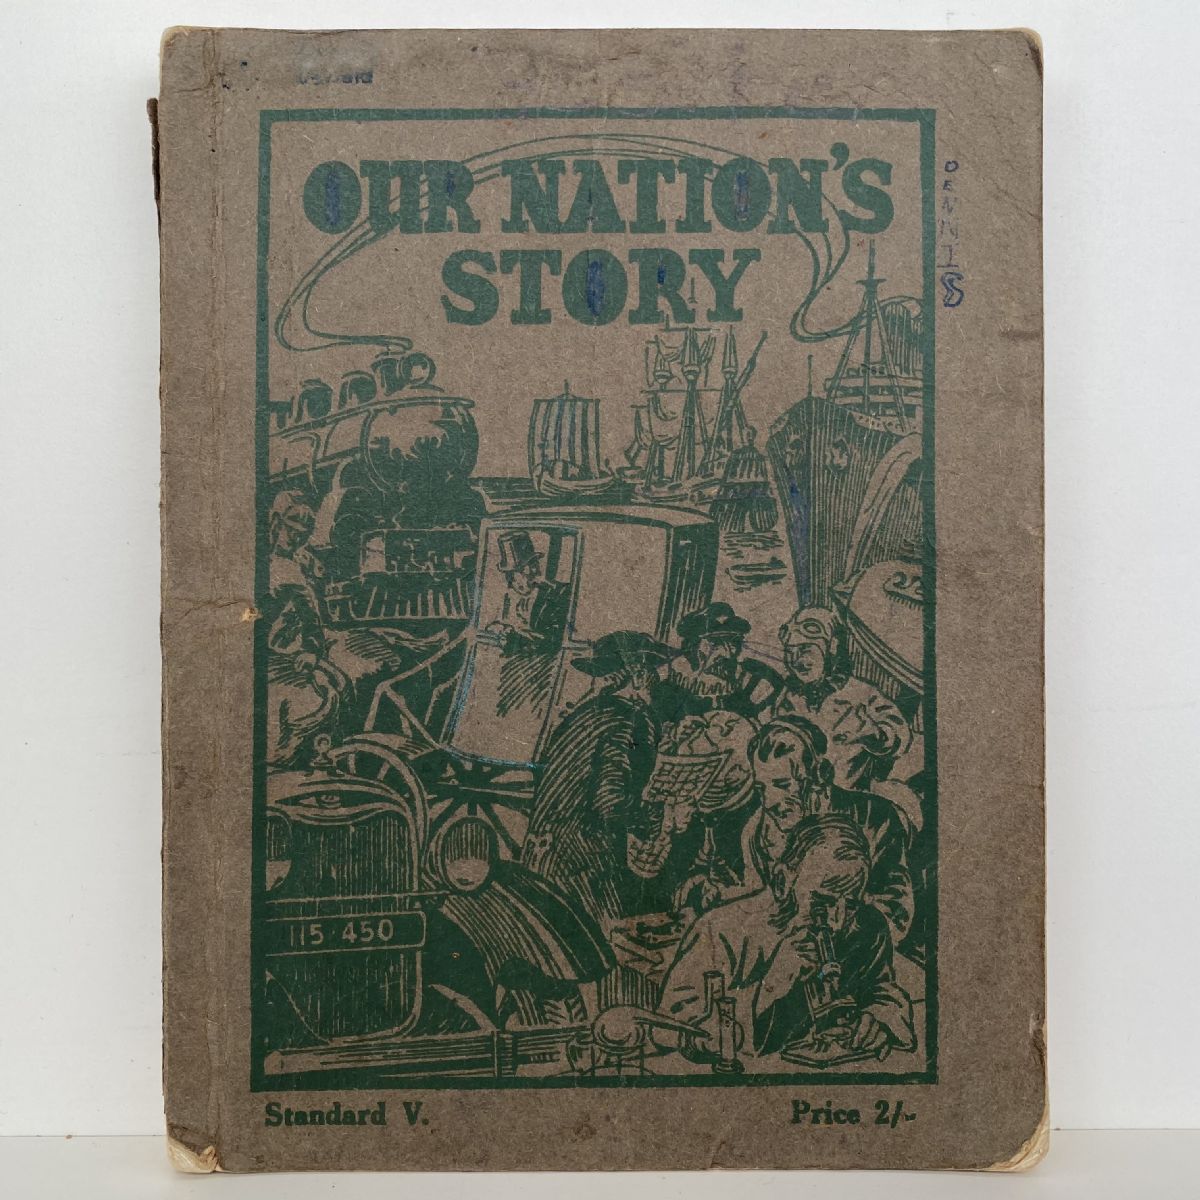 OUR NATION'S
STORY
DENNIS
115·450
Standard V.
Price 2/-